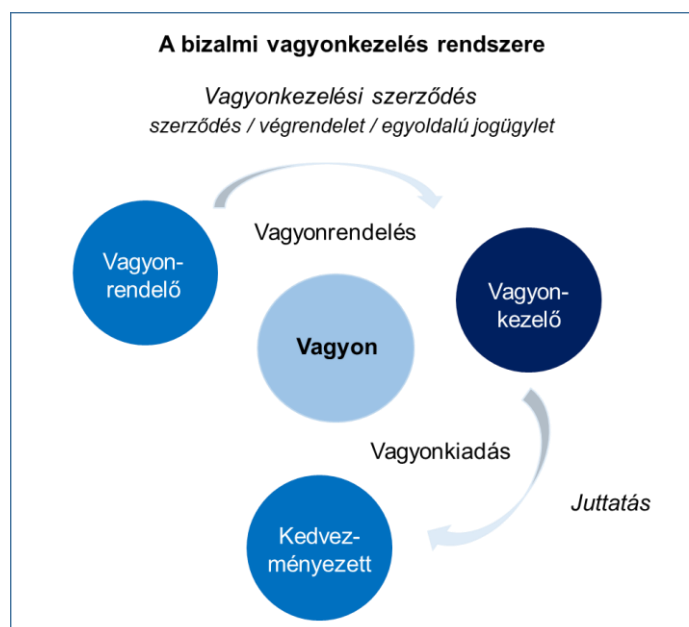 A bizalmi vagyonkezelés rendszere
Vagyonkezelési szerződés
szerződés / végrendelet / egyoldalú jogügylet
Vagyonrendelés
Vagyon-
rendelő
Vagyon-
kezelő
Vagyon
Vagyonkiadás
Juttatás
Kedvez-
ményezett